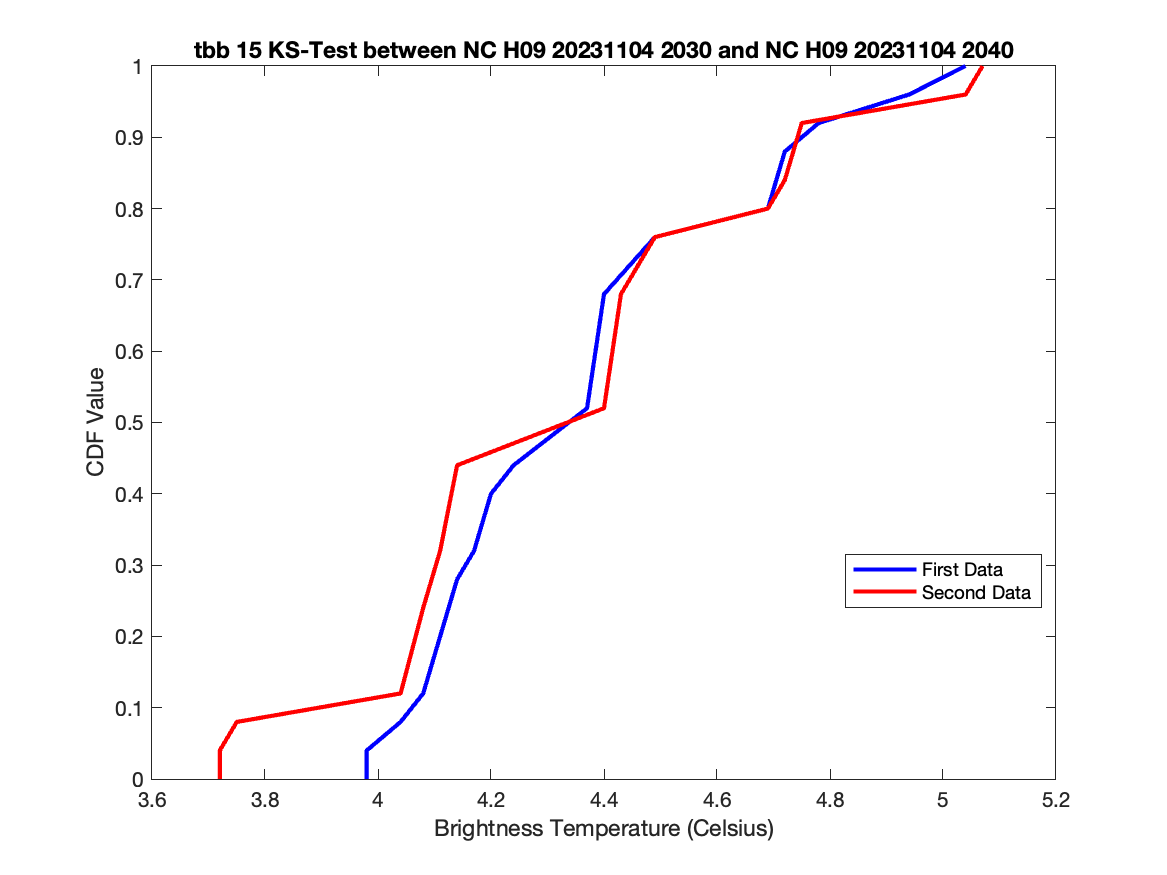 tbb 15 KS-Test between NC H09 20231104 2030 and NC H09 20231104 2040
1
0.9
0.8
0.7
0.6
0.5
0.4
0.3
0.2
0.1
0
CDF Value
First Data
Second Data
3.6 3.8 4 4.2 4.4 4.6 4.8 5 5.2
Brightness Temperature (Celsius)